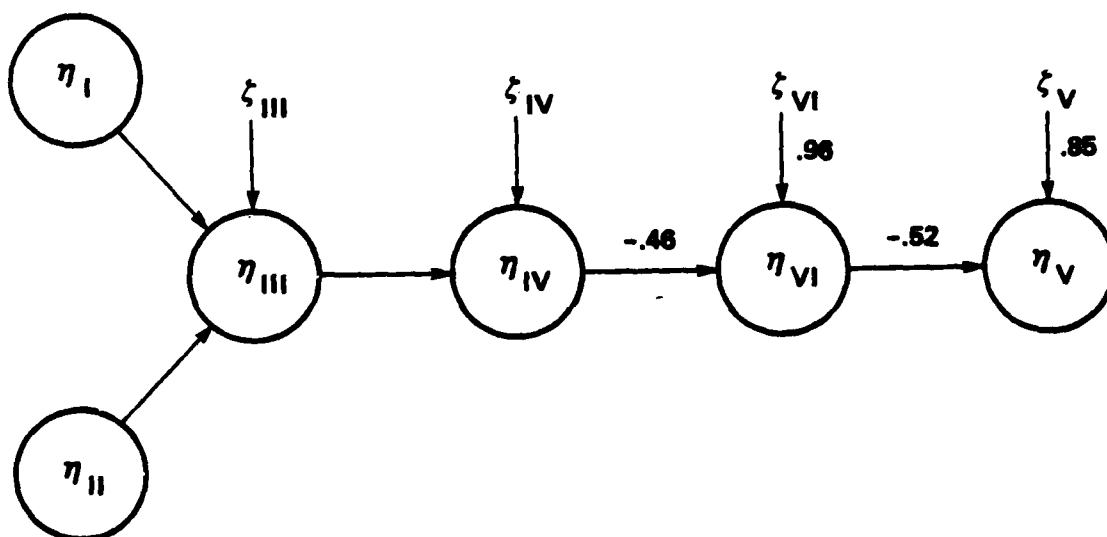 η I
ζ III
ζ IV
ζ VI
ζ V
.96
.85
-.46
-.52
η III
η IV
η VI
η V
η II